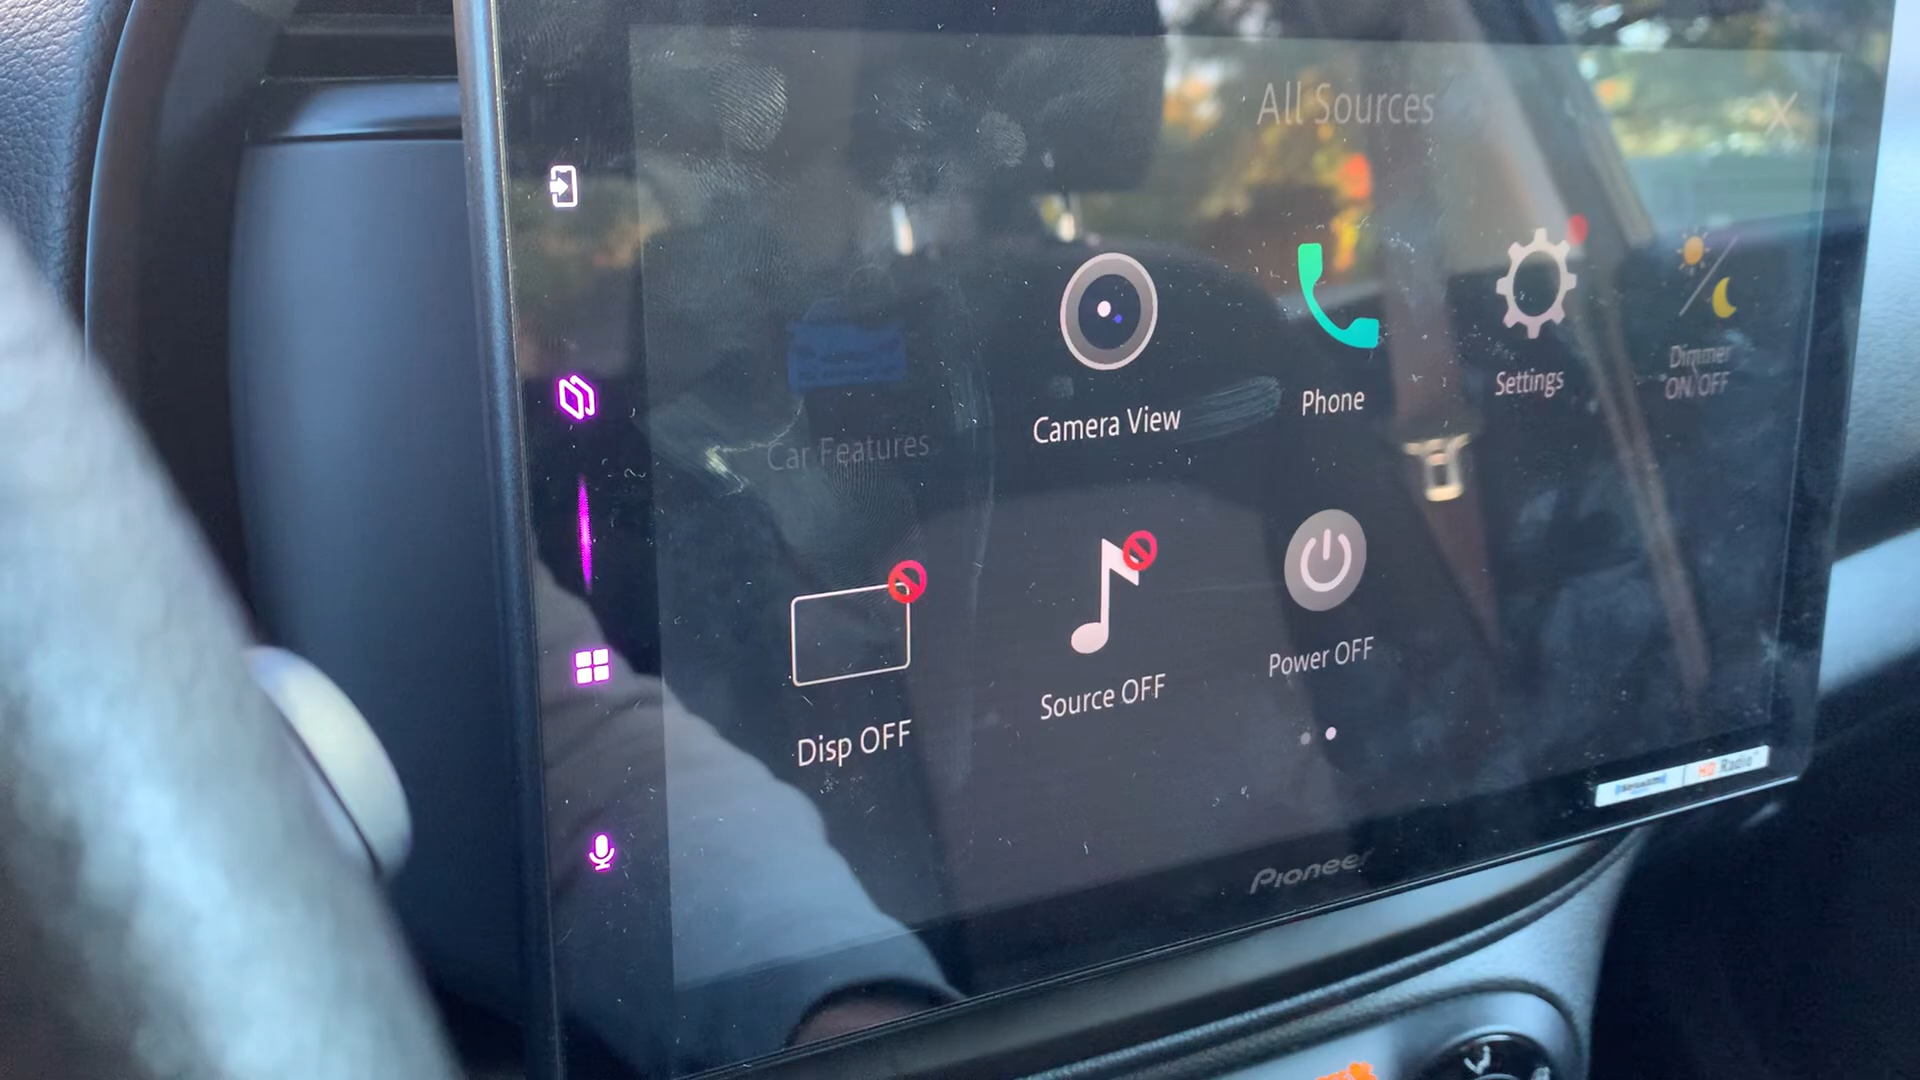 All Sources
X
Car Features
Camera View
Phone
Settings
Dimmer
ON/OFF
Disp OFF
Source OFF
Power OFF
SiriusXM
HD Radio
Pioneer